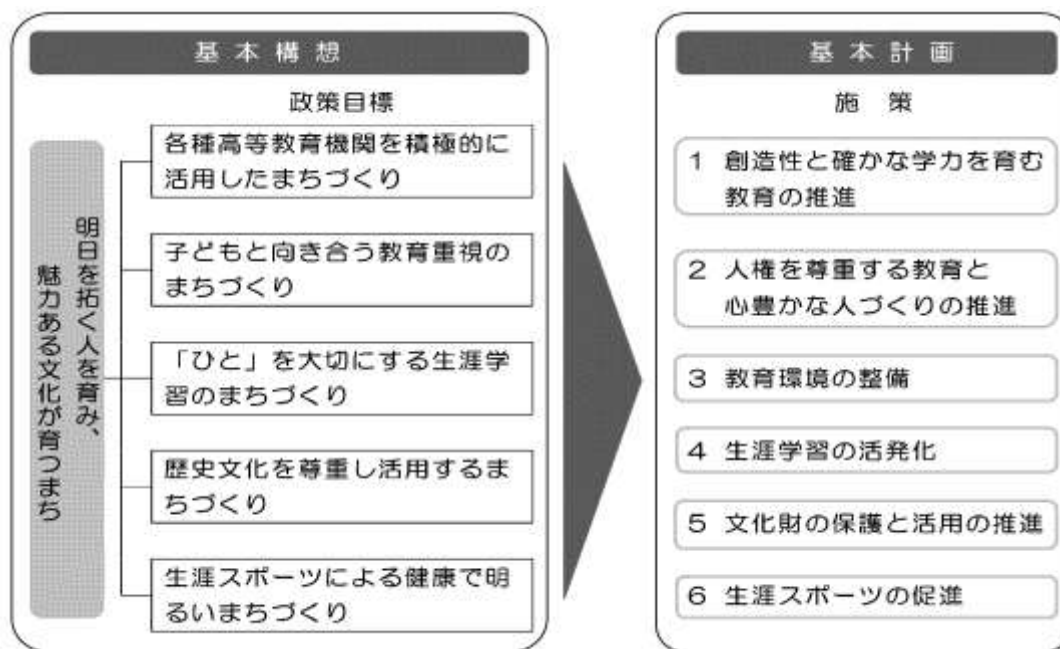 基本構想
政策目標
明日を拓く人を育み、
魅力ある文化が育つまち
各種高等教育機関を積極的に
活用したまちづくり
子どもと向き合う教育重視の
まちづくり
「ひと」を大切にする生涯学
習のまちづくり
歴史文化を尊重し活用するま
ちづくり
生涯スポーツによる健康で明
るいまちづくり
基本計画
施 策
1 創造性と確かな学力を育む
教育の推進
2 人権を尊重する教育と
心豊かな人づくりの推進
3 教育環境の整備
4 生涯学習の活発化
5 文化財の保護と活用の推進
6 生涯スポーツの促進